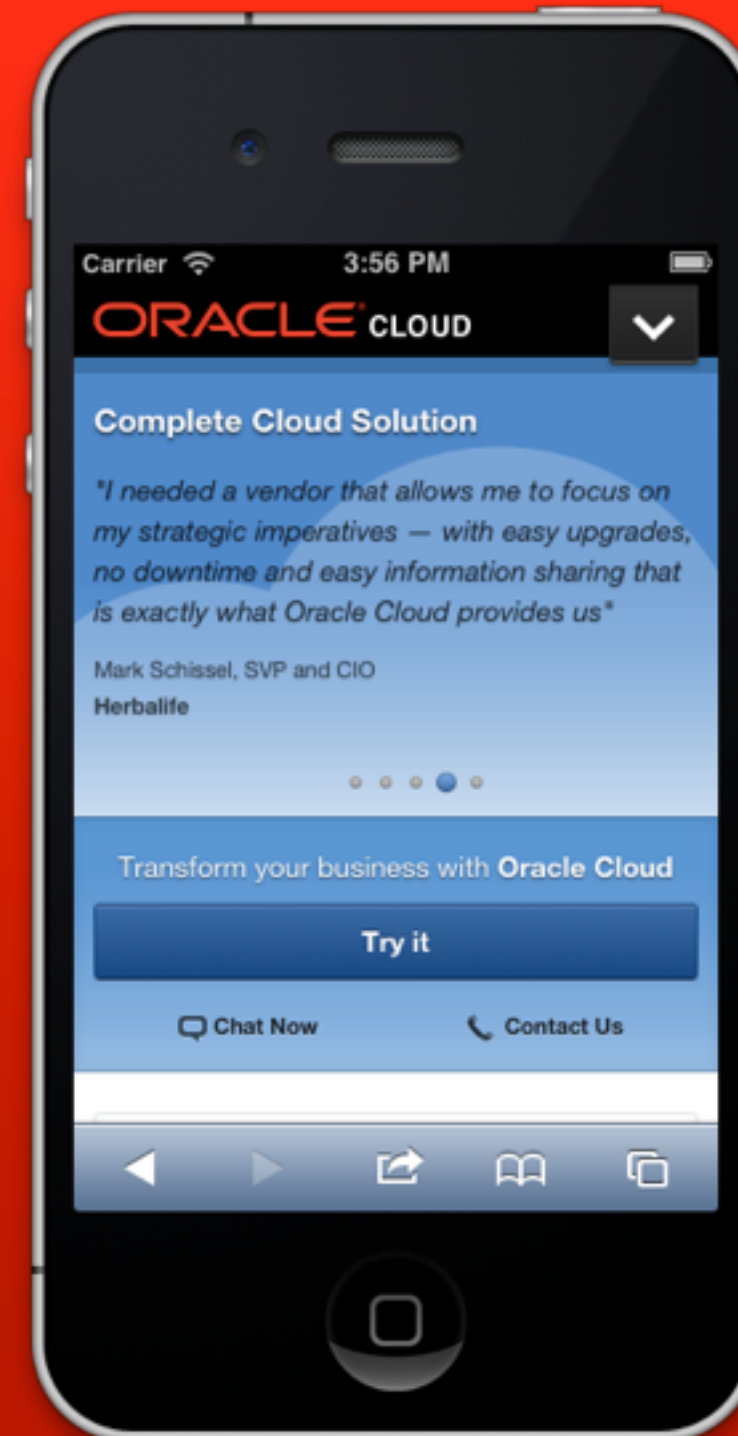 Carrier 3:56 PM
ORACLE® CLOUD
Complete Cloud Solution
"I needed a vendor that allows me to focus on
my strategic imperatives — with easy upgrades,
no downtime and easy information sharing that
is exactly what Oracle Cloud provides us"
Mark Schissel, SVP and CIO
Herbalife
Transform your business with Oracle Cloud
Try it
Chat Now Contact Us